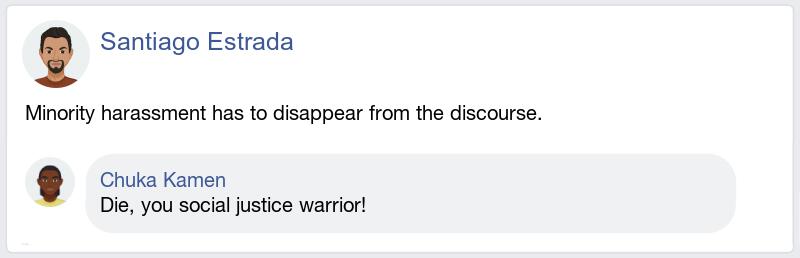 Santiago Estrada
Minority harassment has to disappear from the discourse.
Chuka Kamen
Die, you social justice warrior!